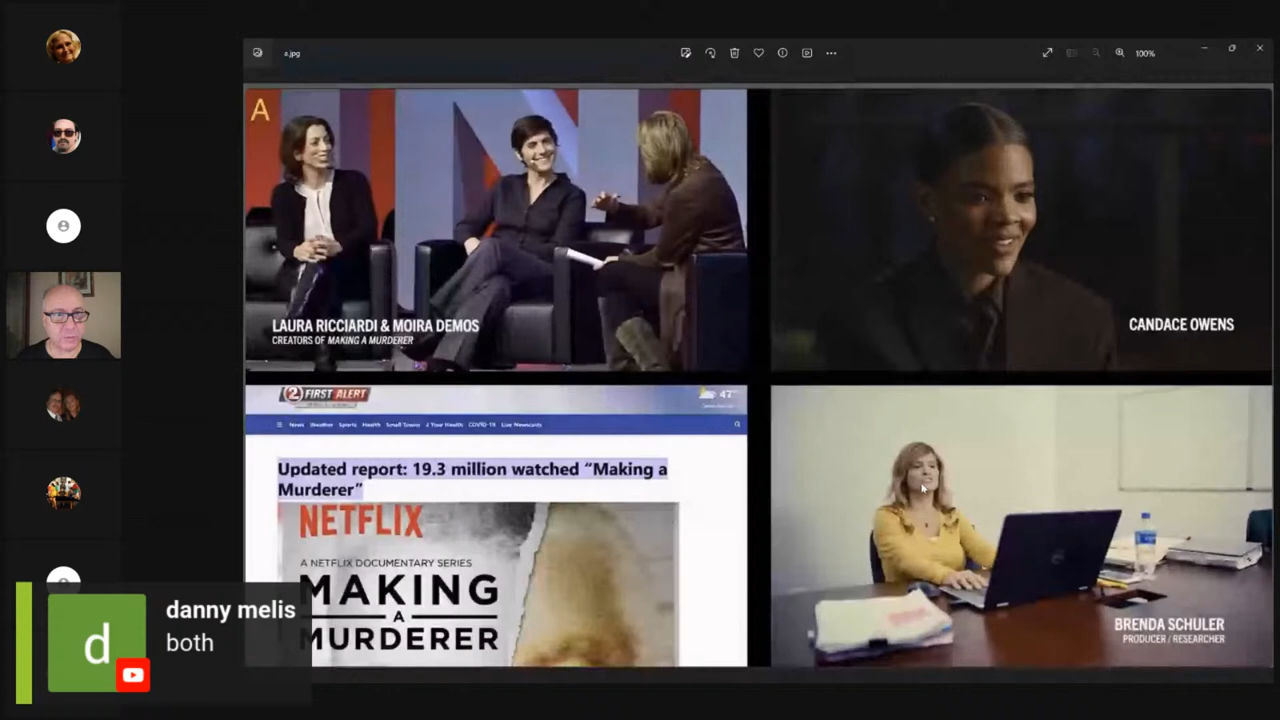 a.jpg
100%
A
LAURA RICCIARDI & MOIRA DEMOS
CREATORS OF MAKING A MURDERER
CANDACE OWENS
2 FIRST ALERT
47°
News Weather Sports Health Small Towns 2 Your Health COVID-19 Live Newscasts
Updated report: 19.3 million watched “Making a
Murderer”
NETFLIX
A NETFLIX DOCUMENTARY SERIES
MAKING
A
MURDERER
BRENDA SCHULER
PRODUCER / RESEARCHER
d
danny melis
both